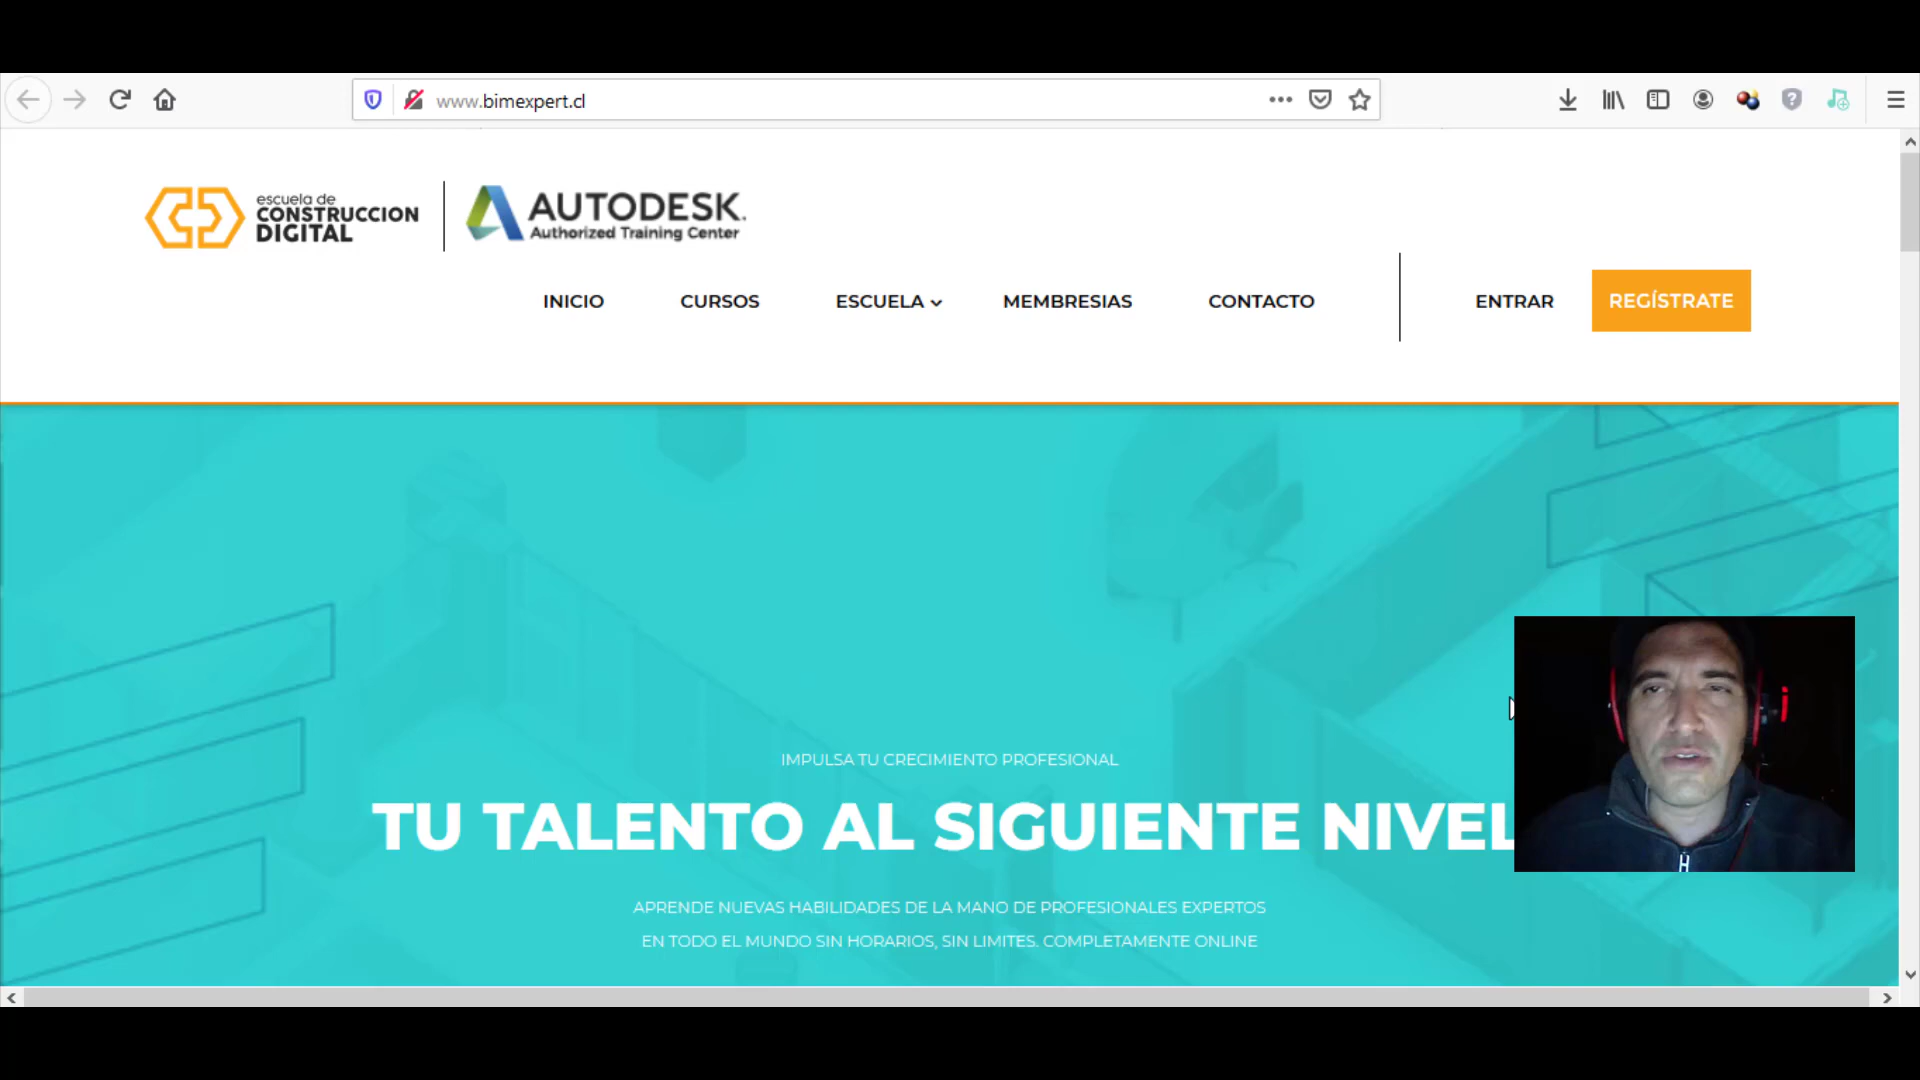 www.bimexpert.cl
escuela de
CONSTRUCCION
DIGITAL
AUTODESK.
Authorized Training Center
INICIO
CURSOS
ESCUELA
MEMBRESIAS
CONTACTO
ENTRAR
REGÍSTRATE
IMPULSA TU CRECIMIENTO PROFESIONAL
TU TALENTO AL SIGUIENTE NIVEL
APRENDE NUEVAS HABILIDADES DE LA MANO DE PROFESIONALES EXPERTOS
EN TODO EL MUNDO SIN HORARIOS, SIN LIMITES. COMPLETAMENTE ONLINE